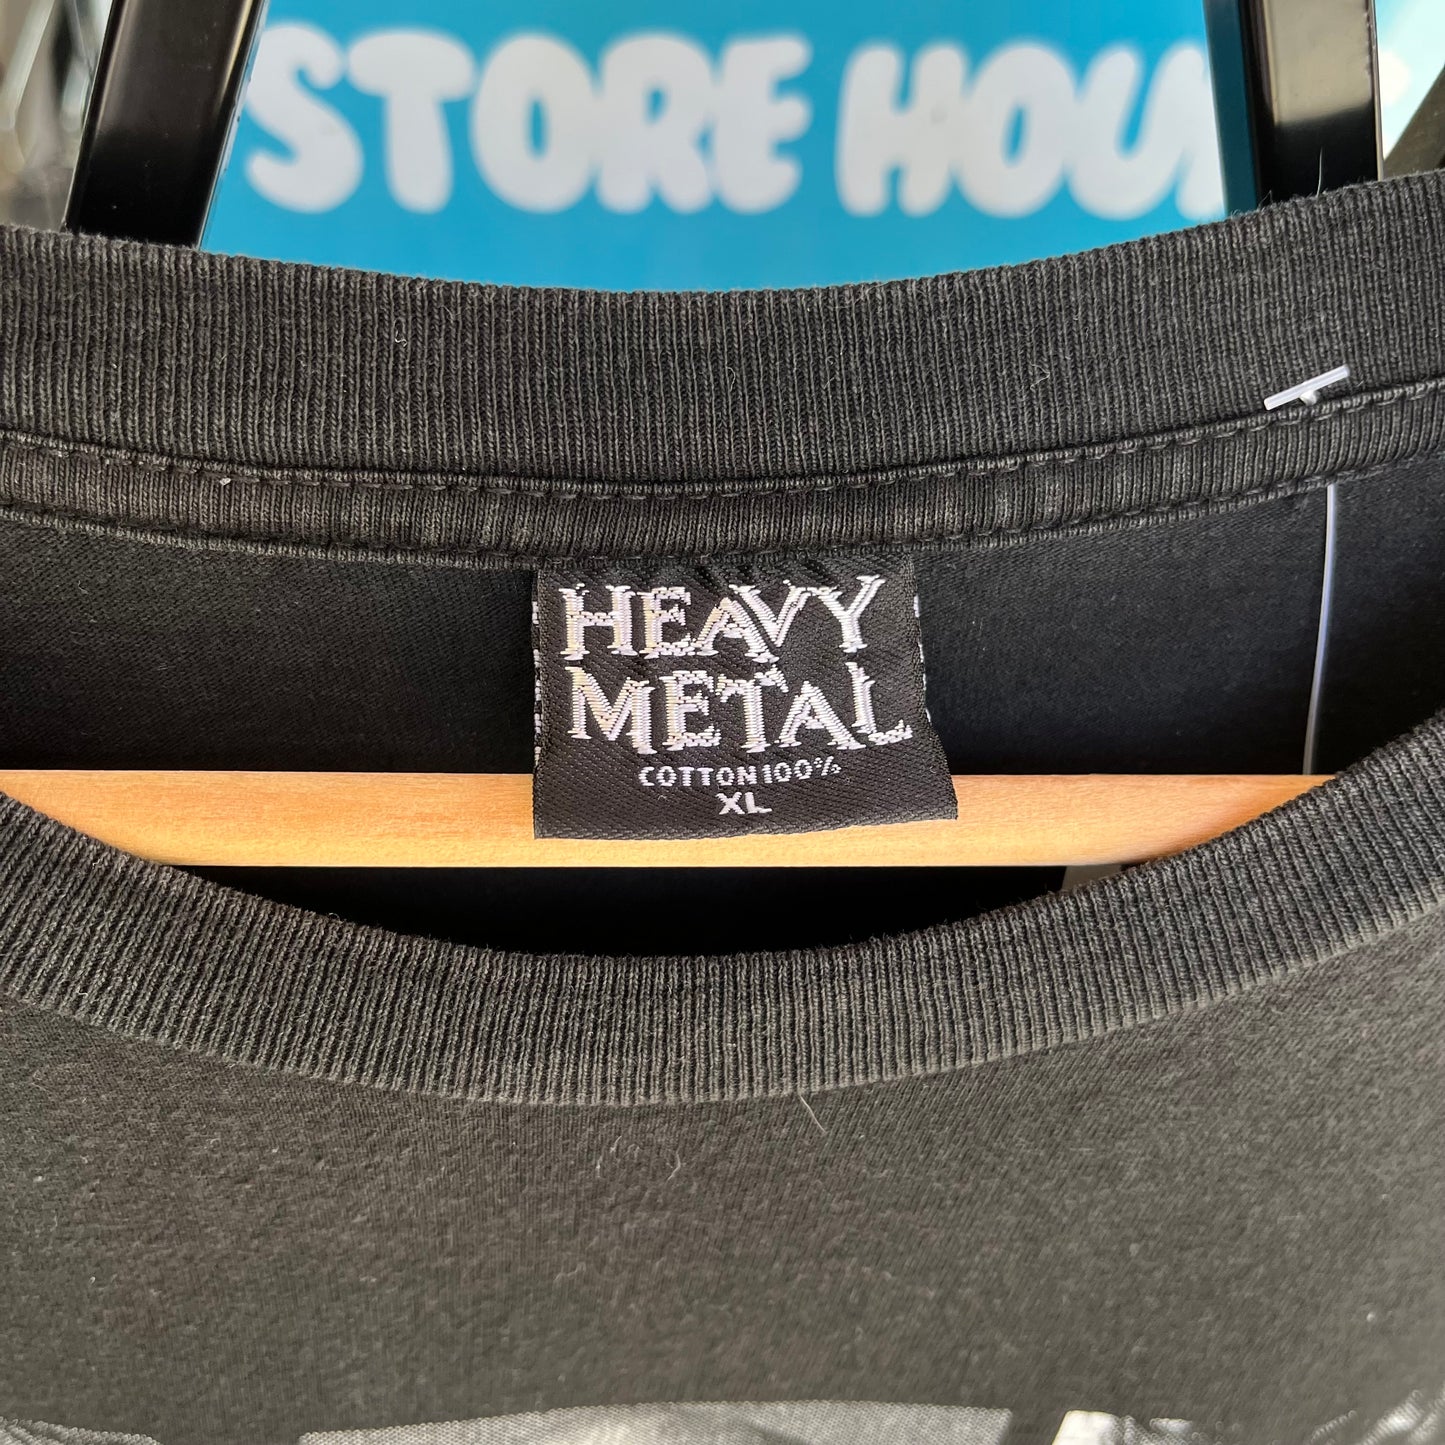 STORE HOU
HEAVY
METAL
COTTON100%
XL